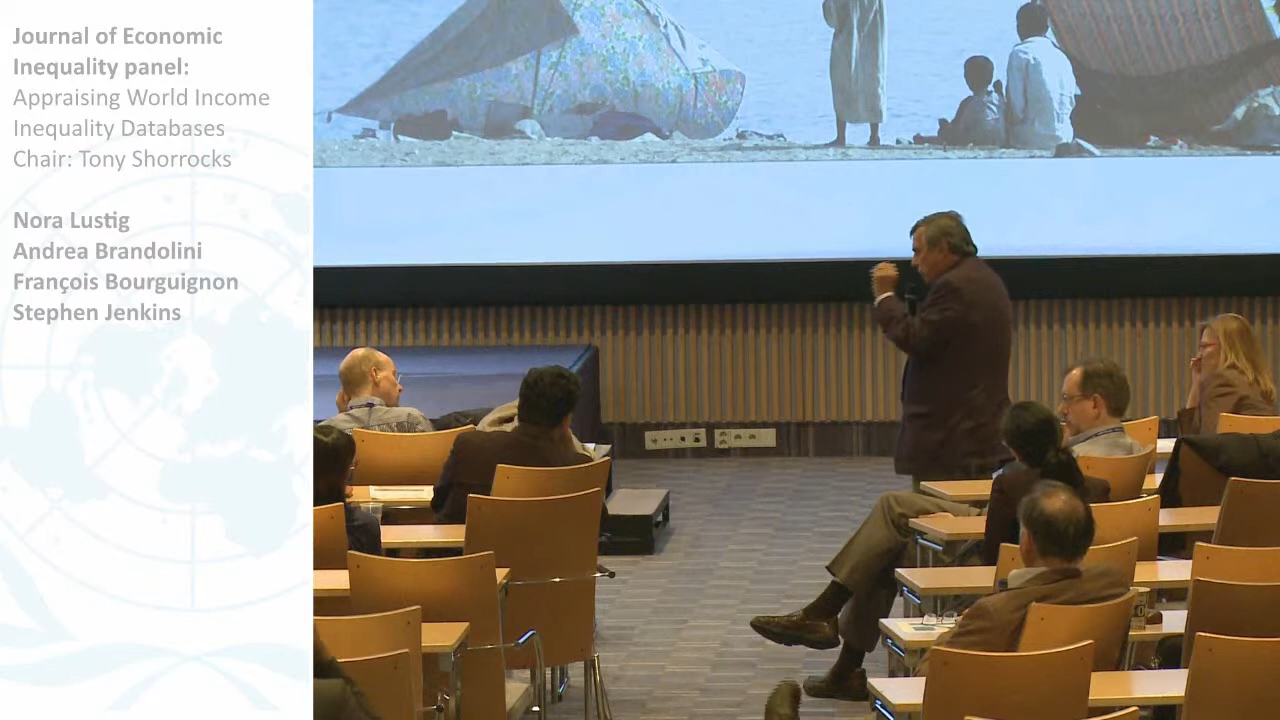 Journal of Economic
Inequality panel:
Appraising World Income
Inequality Databases
Chair: Tony Shorrocks
Nora Lustig
Andrea Brandolini
François Bourguignon
Stephen Jenkins